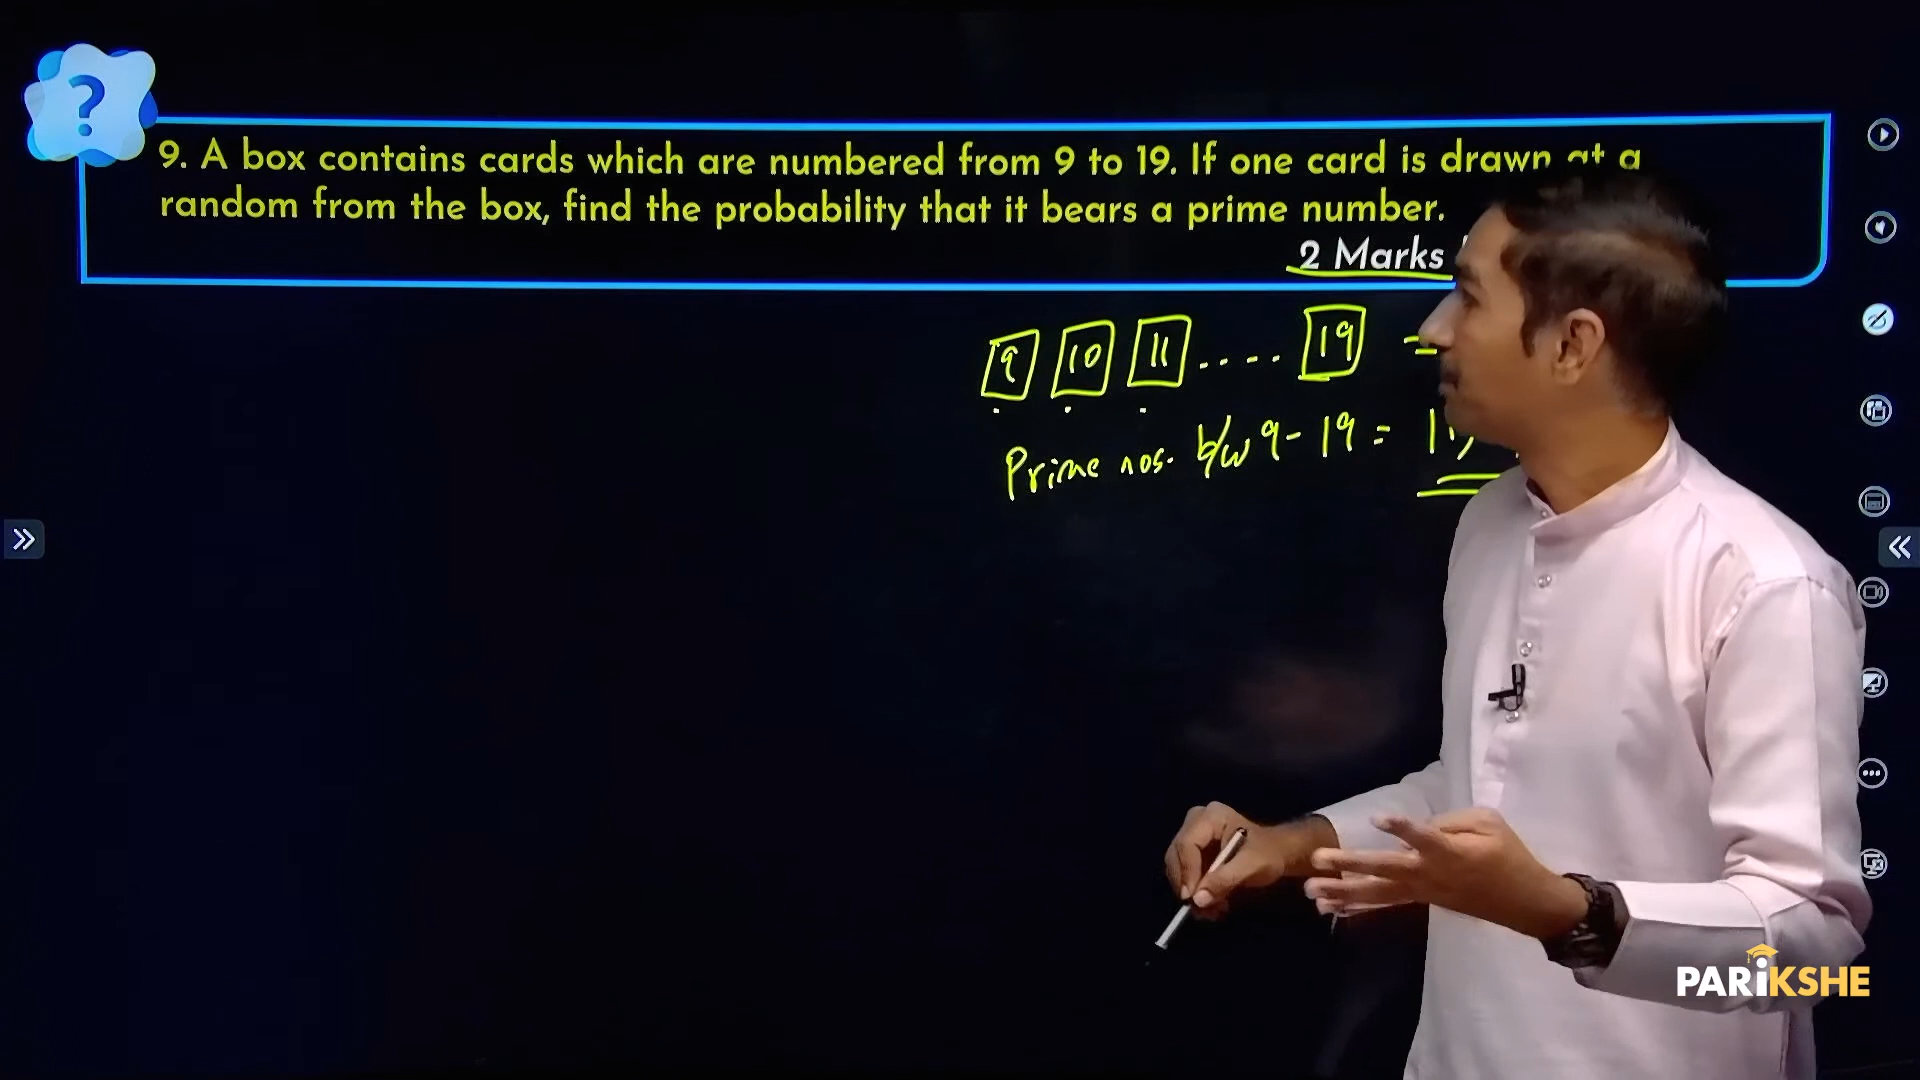 ?
9. A box contains cards which are numbered from 9 to 19. If one card is drawn at a
random from the box, find the probability that it bears a prime number.
2 Marks
9 10 11 .... 19 =
Prime nos. b/w 9 - 19 = 11,
PARiKSHE